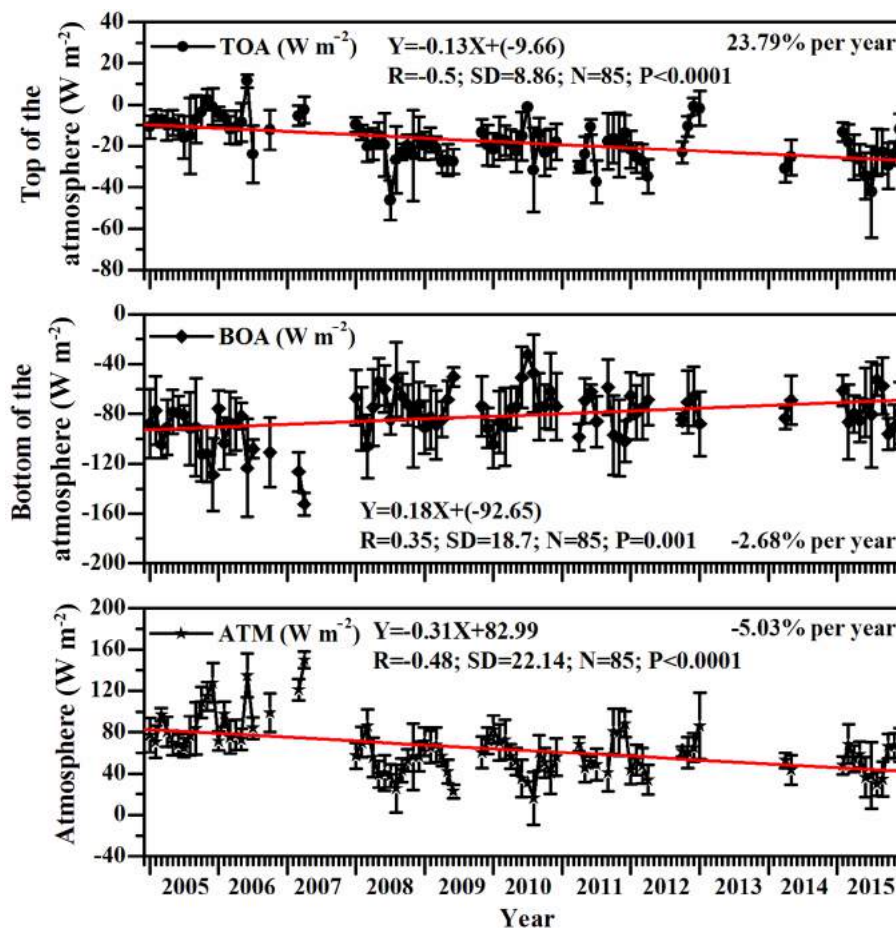 40
20
0
-20
-40
-60
-80
Top of the
atmosphere (W m⁻²)
TOA (W m⁻²)
Y=-0.13X+(-9.66)
R=-0.5; SD=8.86; N=85; P<0.0001
23.79% per year
0
-40
-80
-120
-160
-200
Bottom of the
atmosphere (W m⁻²)
BOA (W m⁻²)
Y=0.18X+(-92.65)
R=0.35; SD=18.7; N=85; P=0.001
-2.68% per year
200
160
120
80
40
0
-40
Atmosphere (W m⁻²)
ATM (W m⁻²)
Y=-0.31X+82.99
R=-0.48; SD=22.14; N=85; P<0.0001
-5.03% per year
2005 2006 2007 2008 2009 2010 2011 2012 2013 2014 2015
Year